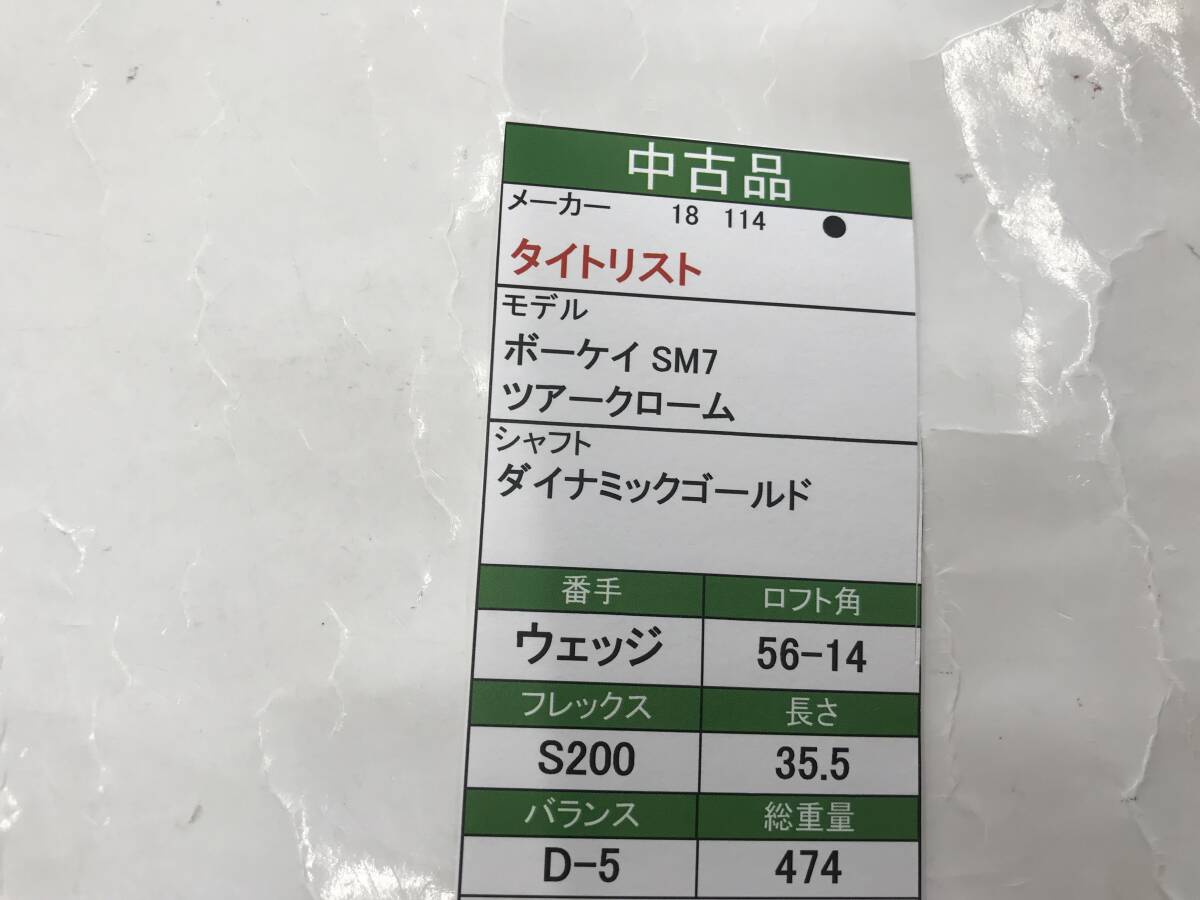 中古品
メーカー 18 114 ●
タイトリスト
モデル
ボーケイ SM7
ツアークローム
シャフト
ダイナミックゴールド
番手 ロフト角
ウェッジ 56-14
フレックス 長さ
S200 35.5
バランス 総重量
D-5 474